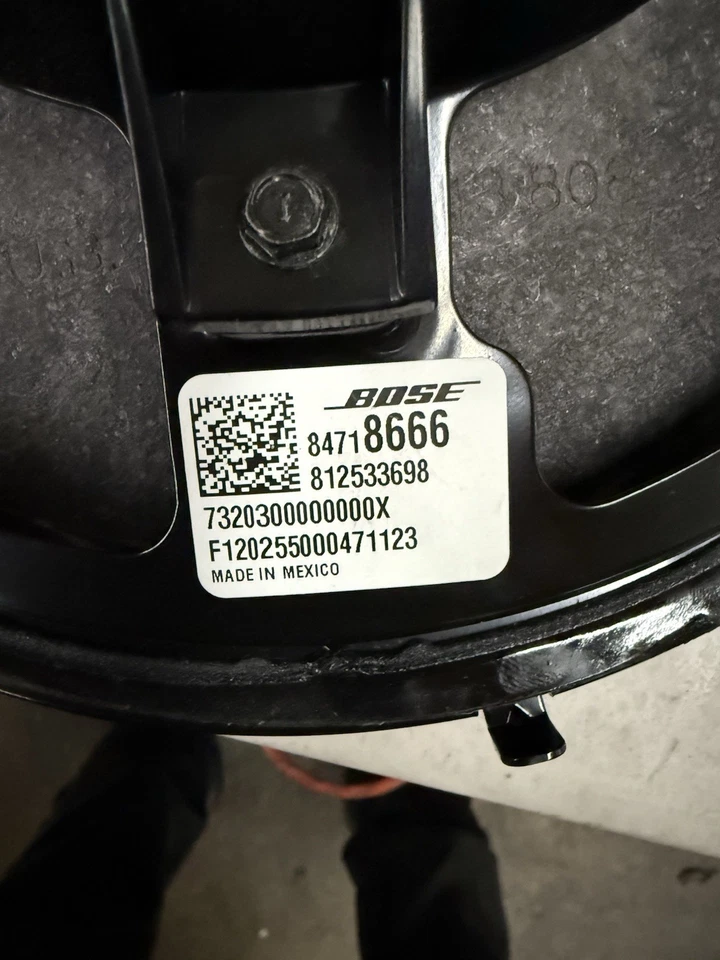 BOSE
84718666
812533698
7320300000000X
F120255000471123
MADE IN MEXICO